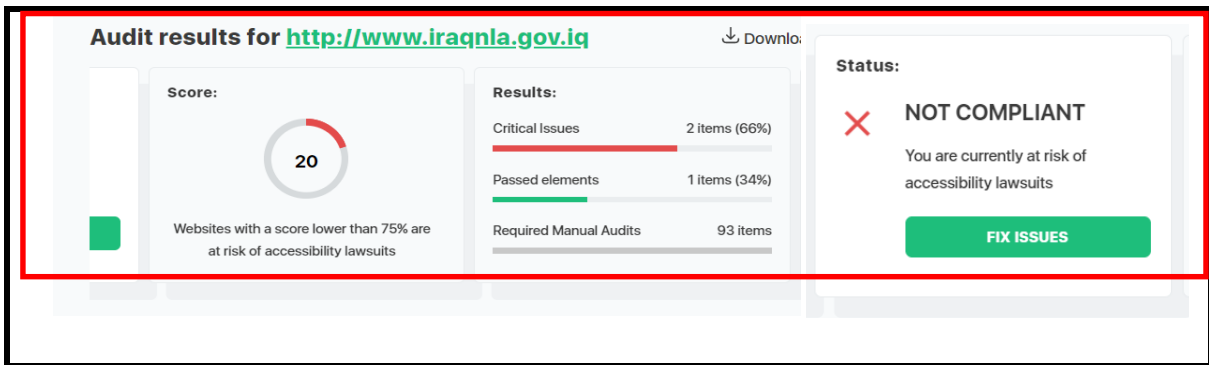 Audit results for http://www.iraqnla.gov.iq
Score:
20
Websites with a score lower than 75% are
at risk of accessibility lawsuits
Results:
Critical Issues 2 items (66%)
Passed elements 1 items (34%)
Required Manual Audits 93 items
Status:
NOT COMPLIANT
You are currently at risk of
accessibility lawsuits
FIX ISSUES